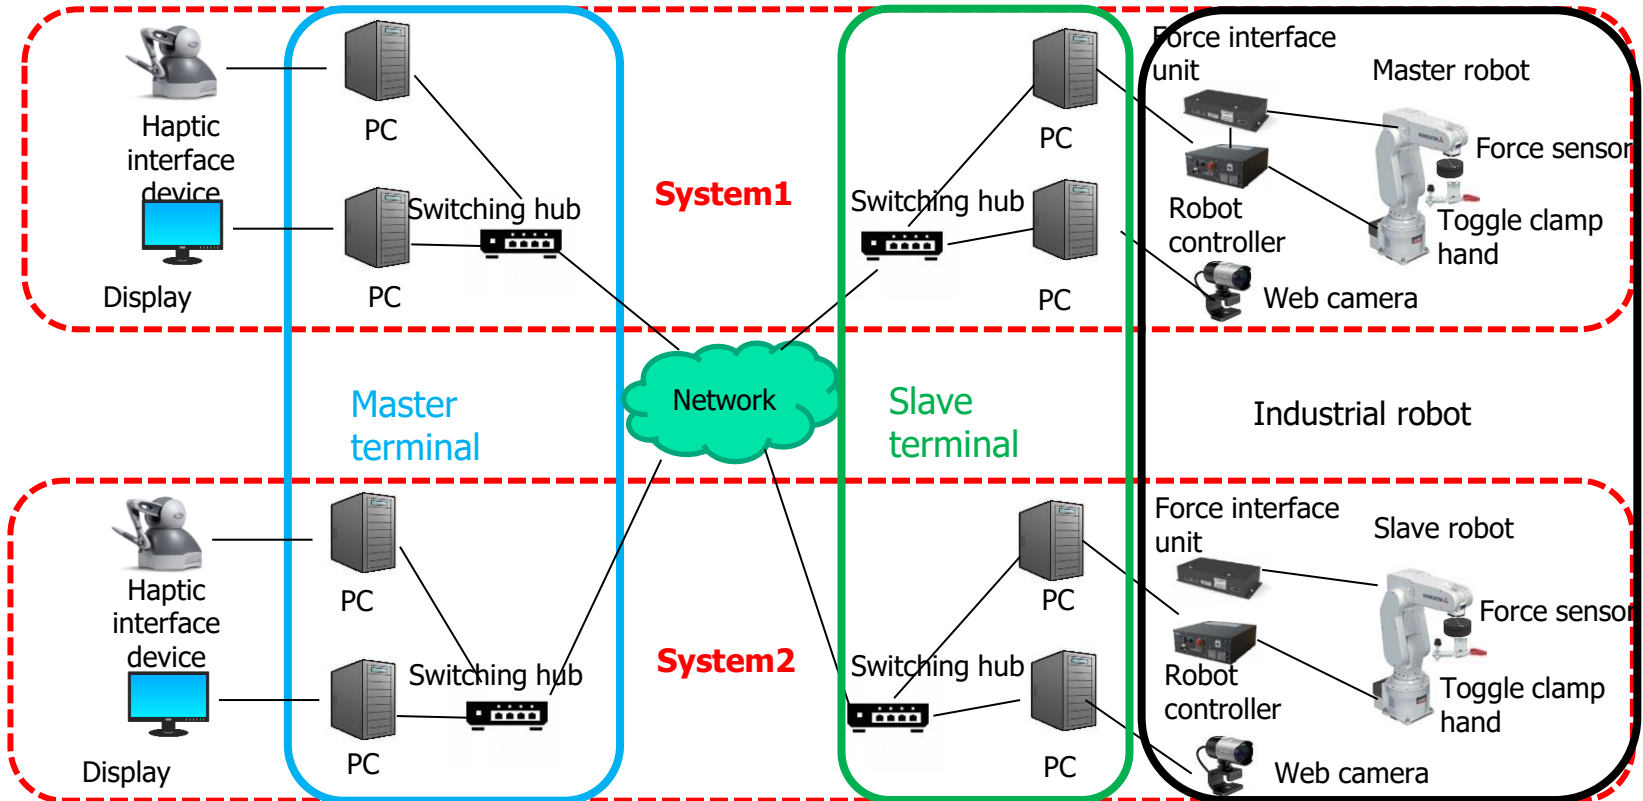 Haptic
interface
device
Display
PC
PC
Switching hub
System1
Switching hub
PC
PC
Force interface
unit
Master robot
Force sensor
Robot
controller
Toggle clamp
hand
Web camera
Master
terminal
Network
Slave
terminal
Industrial robot
Haptic
interface
device
Display
PC
PC
Switching hub
System2
Switching hub
PC
PC
Force interface
unit
Slave robot
Force sensor
Robot
controller
Toggle clamp
hand
Web camera